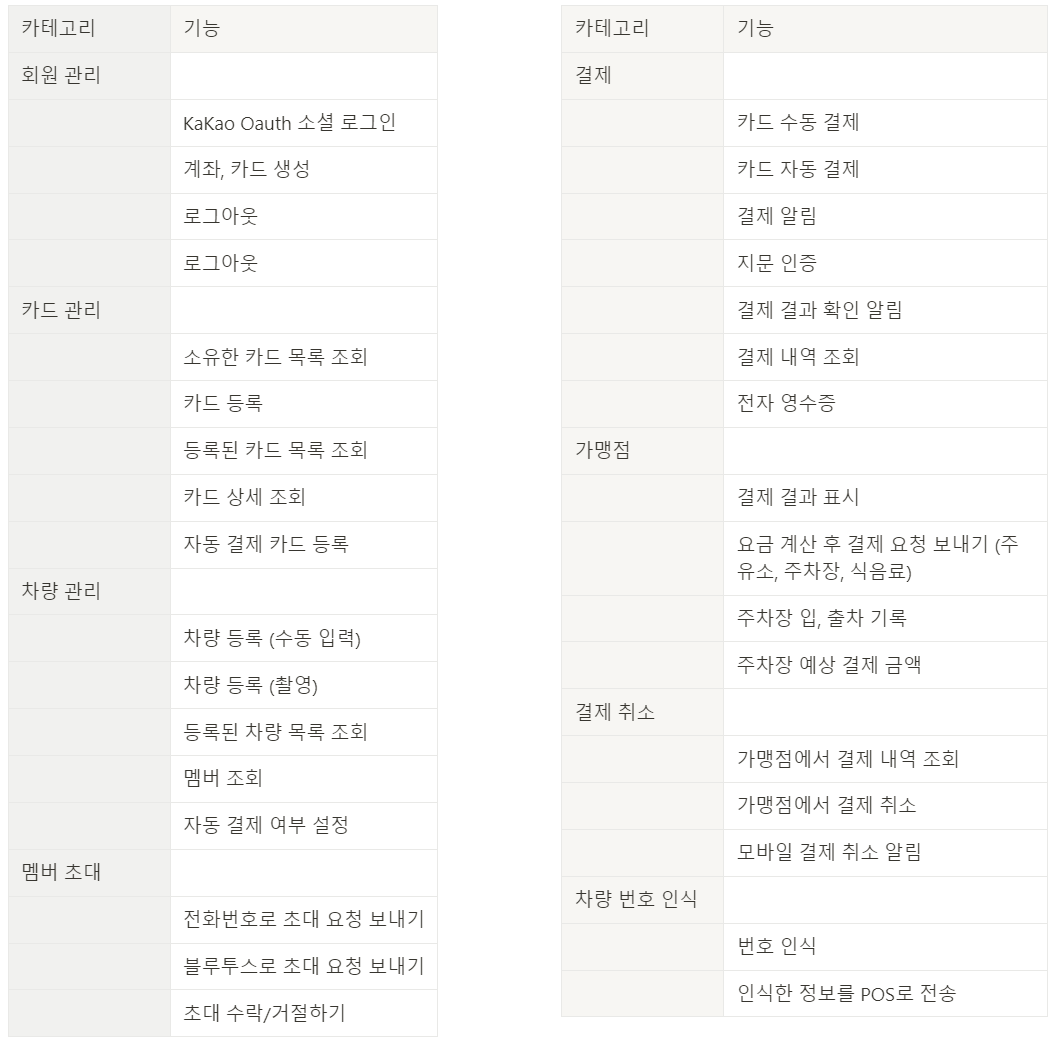 카테고리 기능
회원 관리
KaKao Oauth 소셜 로그인
계좌, 카드 생성
로그아웃
로그아웃
카드 관리
소유한 카드 목록 조회
카드 등록
등록된 카드 목록 조회
카드 상세 조회
자동 결제 카드 등록
차량 관리
차량 등록 (수동 입력)
차량 등록 (촬영)
등록된 차량 목록 조회
멤버 조회
자동 결제 여부 설정
멤버 초대
전화번호로 초대 요청 보내기
블루투스로 초대 요청 보내기
초대 수락/거절하기
카테고리 기능
결제
카드 수동 결제
카드 자동 결제
결제 알림
지문 인증
결제 결과 확인 알림
결제 내역 조회
전자 영수증
가맹점
결제 결과 표시
요금 계산 후 결제 요청 보내기 (주
유소, 주차장, 식음료)
주차장 입, 출차 기록
주차장 예상 결제 금액
결제 취소
가맹점에서 결제 내역 조회
가맹점에서 결제 취소
모바일 결제 취소 알림
차량 번호 인식
번호 인식
인식한 정보를 POS로 전송